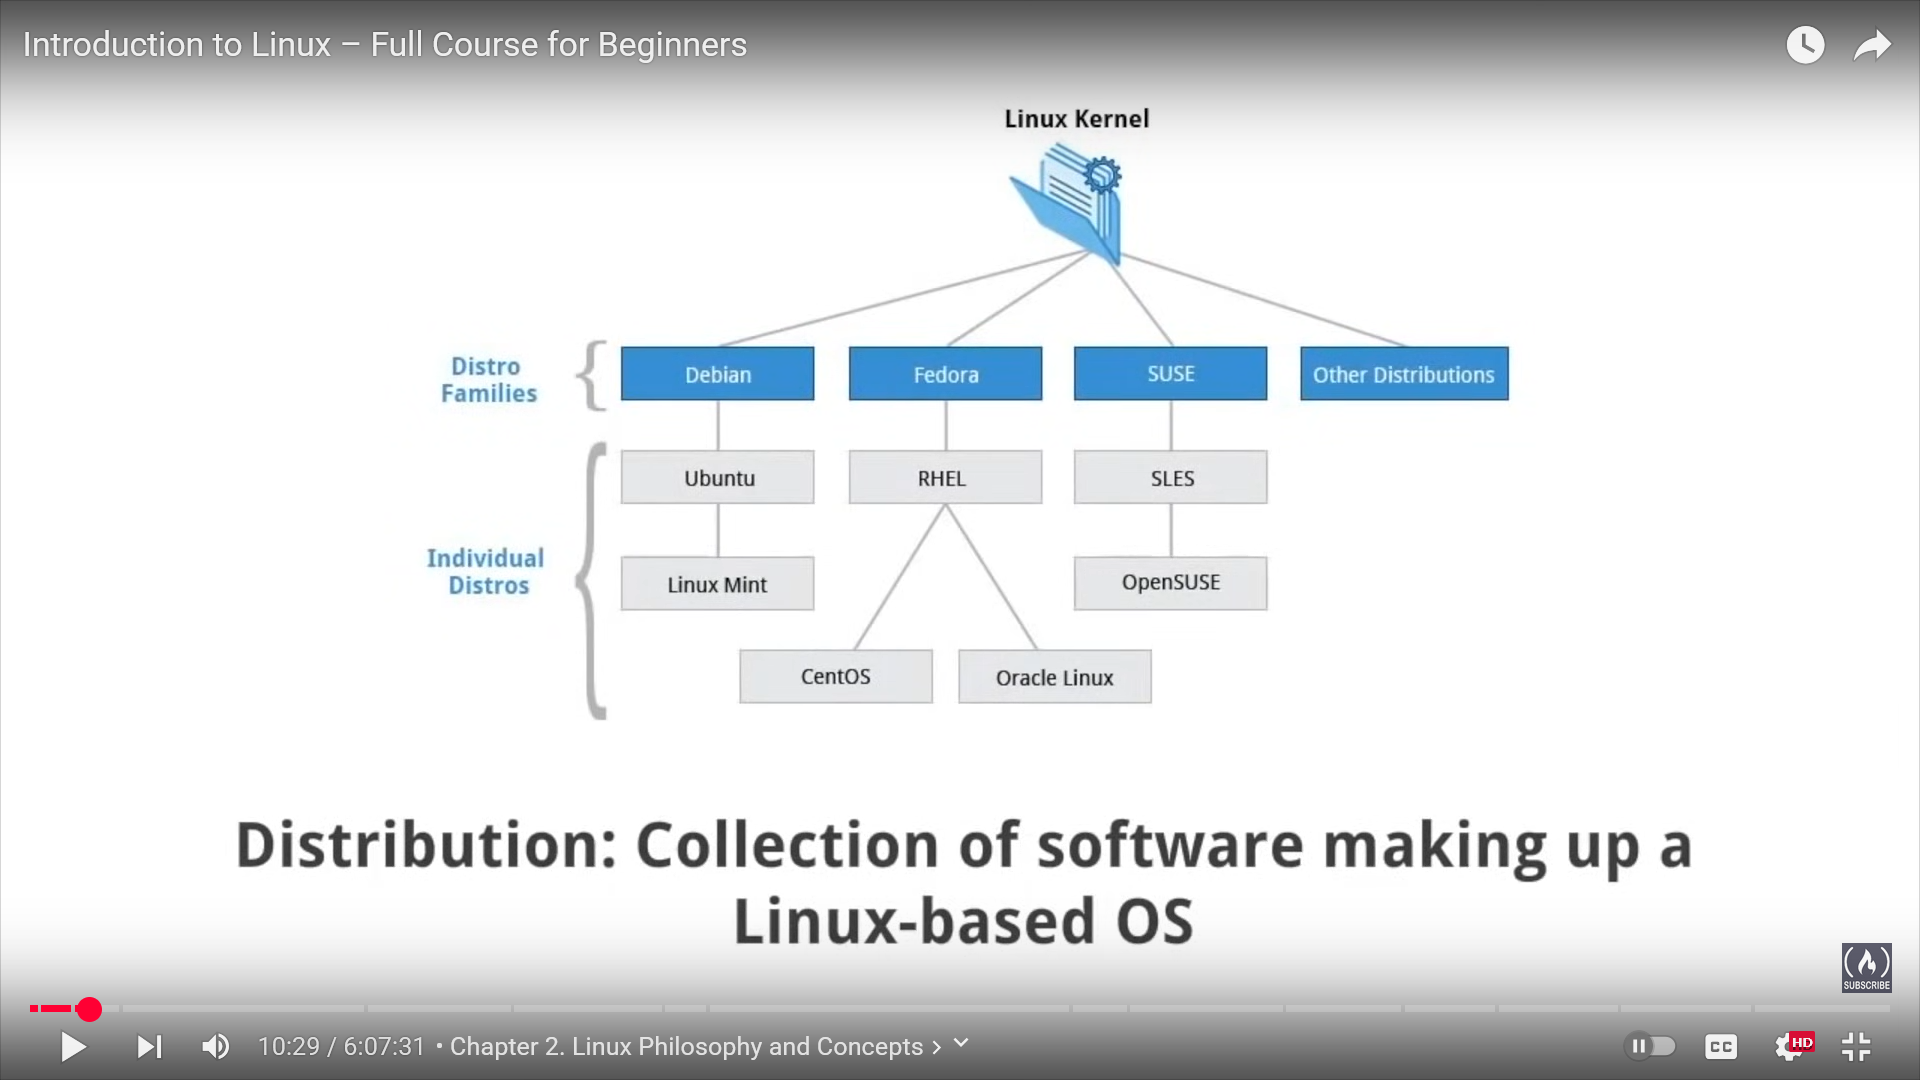 Introduction to Linux – Full Course for Beginners
Linux Kernel
Distro
Families
Debian
Fedora
SUSE
Other Distributions
Ubuntu
RHEL
SLES
Individual
Distros
Linux Mint
OpenSUSE
CentOS
Oracle Linux
Distribution: Collection of software making up a
Linux-based OS
SUBSCRIBE
10:29 / 6:07:31 • Chapter 2. Linux Philosophy and Concepts
CC
HD